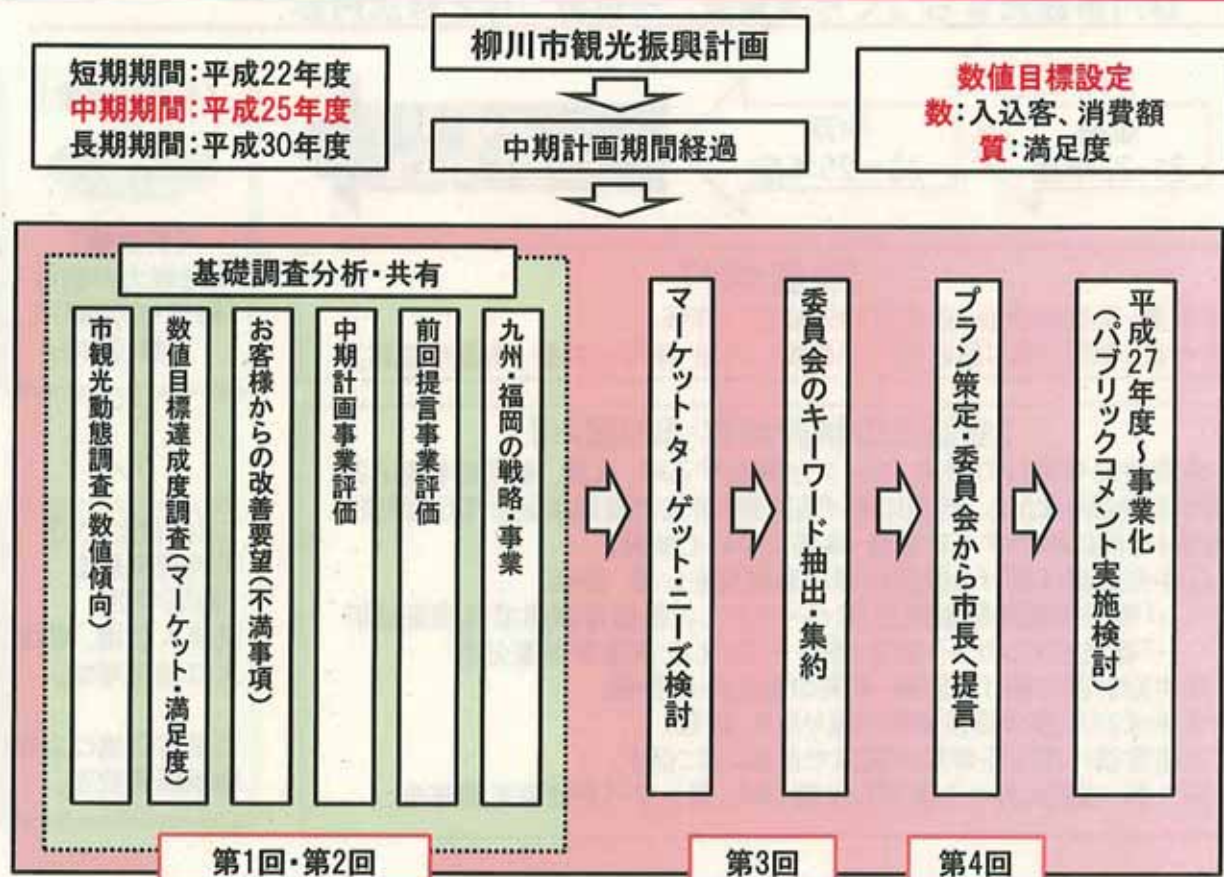 柳川市観光振興計画
短期期間：平成22年度
中期期間：平成25年度
長期期間：平成30年度
数値目標設定
数：入込客、消費額
質：満足度
中期計画期間経過
基礎調査分析・共有
市観光動態調査（数値傾向）
数値目標達成度調査（マーケット・満足度）
お客様からの改善要望（不満事項）
中期計画事業評価
前回提言事業評価
九州・福岡の戦略・事業
マーケット・ターゲット・ニーズ検討
委員会のキーワード抽出・集約
プラン策定・委員会から市長へ提言
平成27年度～事業化
（パブリックコメント実施検討）
第1回・第2回
第3回
第4回